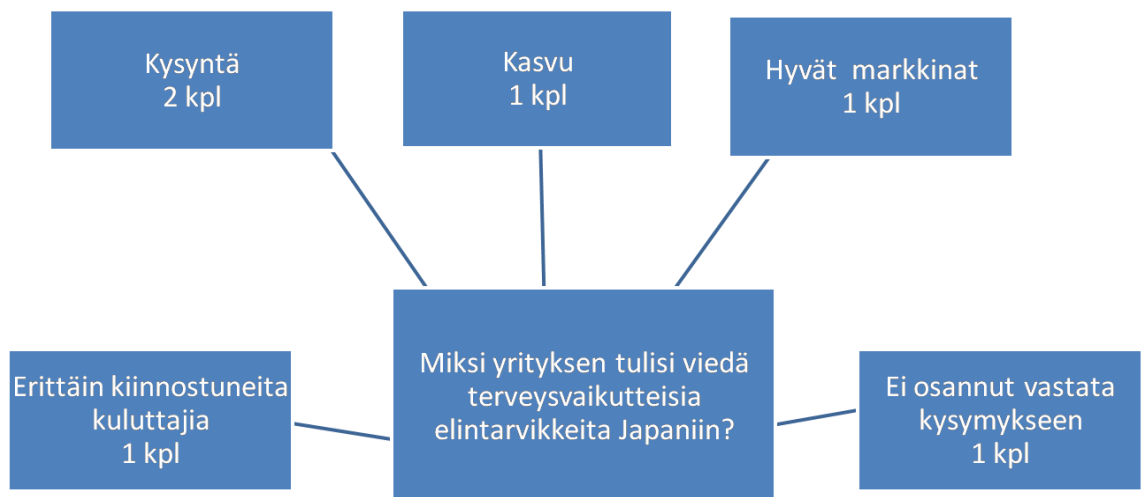 Kysyntä
2 kpl
Kasvu
1 kpl
Hyvät markkinat
1 kpl
Erittäin kiinnostuneita
kuluttajia
1 kpl
Miksi yrityksen tulisi viedä
terveysvaikutteisia
elintarvikkeita Japaniin?
Ei osannut vastata
kysymykseen
1 kpl